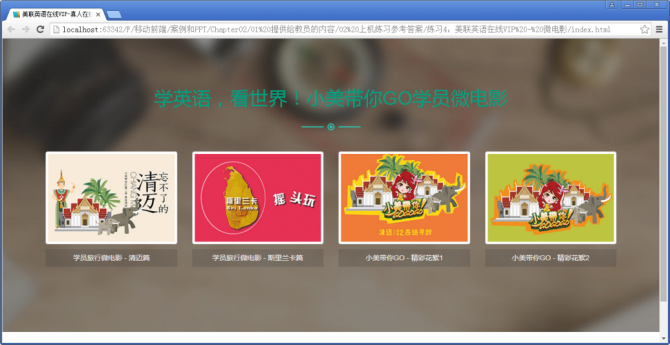 美联英语在线VIP-真人在线
localhost:63342/P/移动前端/案例和PPT/Chapter02/01%20提供给教员的内容/02%20上机练习参考答案/练习4：美联英语在线VIP%20-%20微电影/index.html
学英语，看世界！小美带你GO学员微电影
忘不了的
清迈
斯里兰卡
摇头玩
小美带你GO!
小美带你GO!
学员旅行微电影 - 清迈篇
学员旅行微电影 - 斯里兰卡篇
小美带你GO - 精彩花絮1
小美带你GO - 精彩花絮2